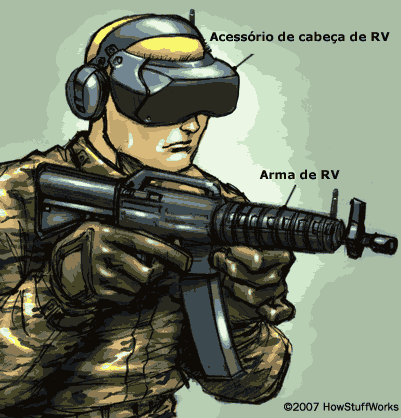 Acessório de cabeça de RV
Arma de RV
©2007 HowStuffWorks